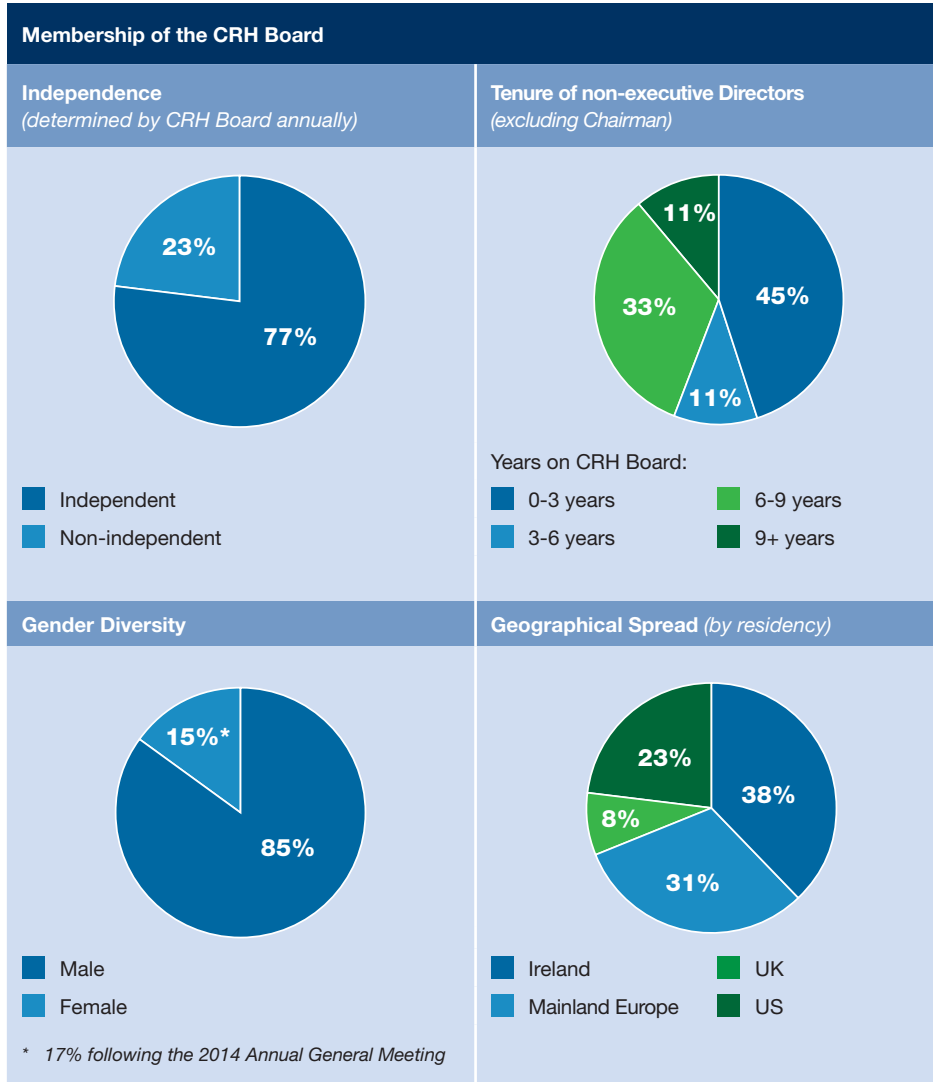 Membership of the CRH Board
Independence
(determined by CRH Board annually)
23%
77%
Independent
Non-independent
Tenure of non-executive Directors
(excluding Chairman)
11%
45%
33%
11%
Years on CRH Board:
0-3 years
6-9 years
3-6 years
9+ years
Gender Diversity
15%*
85%
Male
Female
* 17% following the 2014 Annual General Meeting
Geographical Spread (by residency)
23%
38%
8%
31%
Ireland
UK
Mainland Europe
US